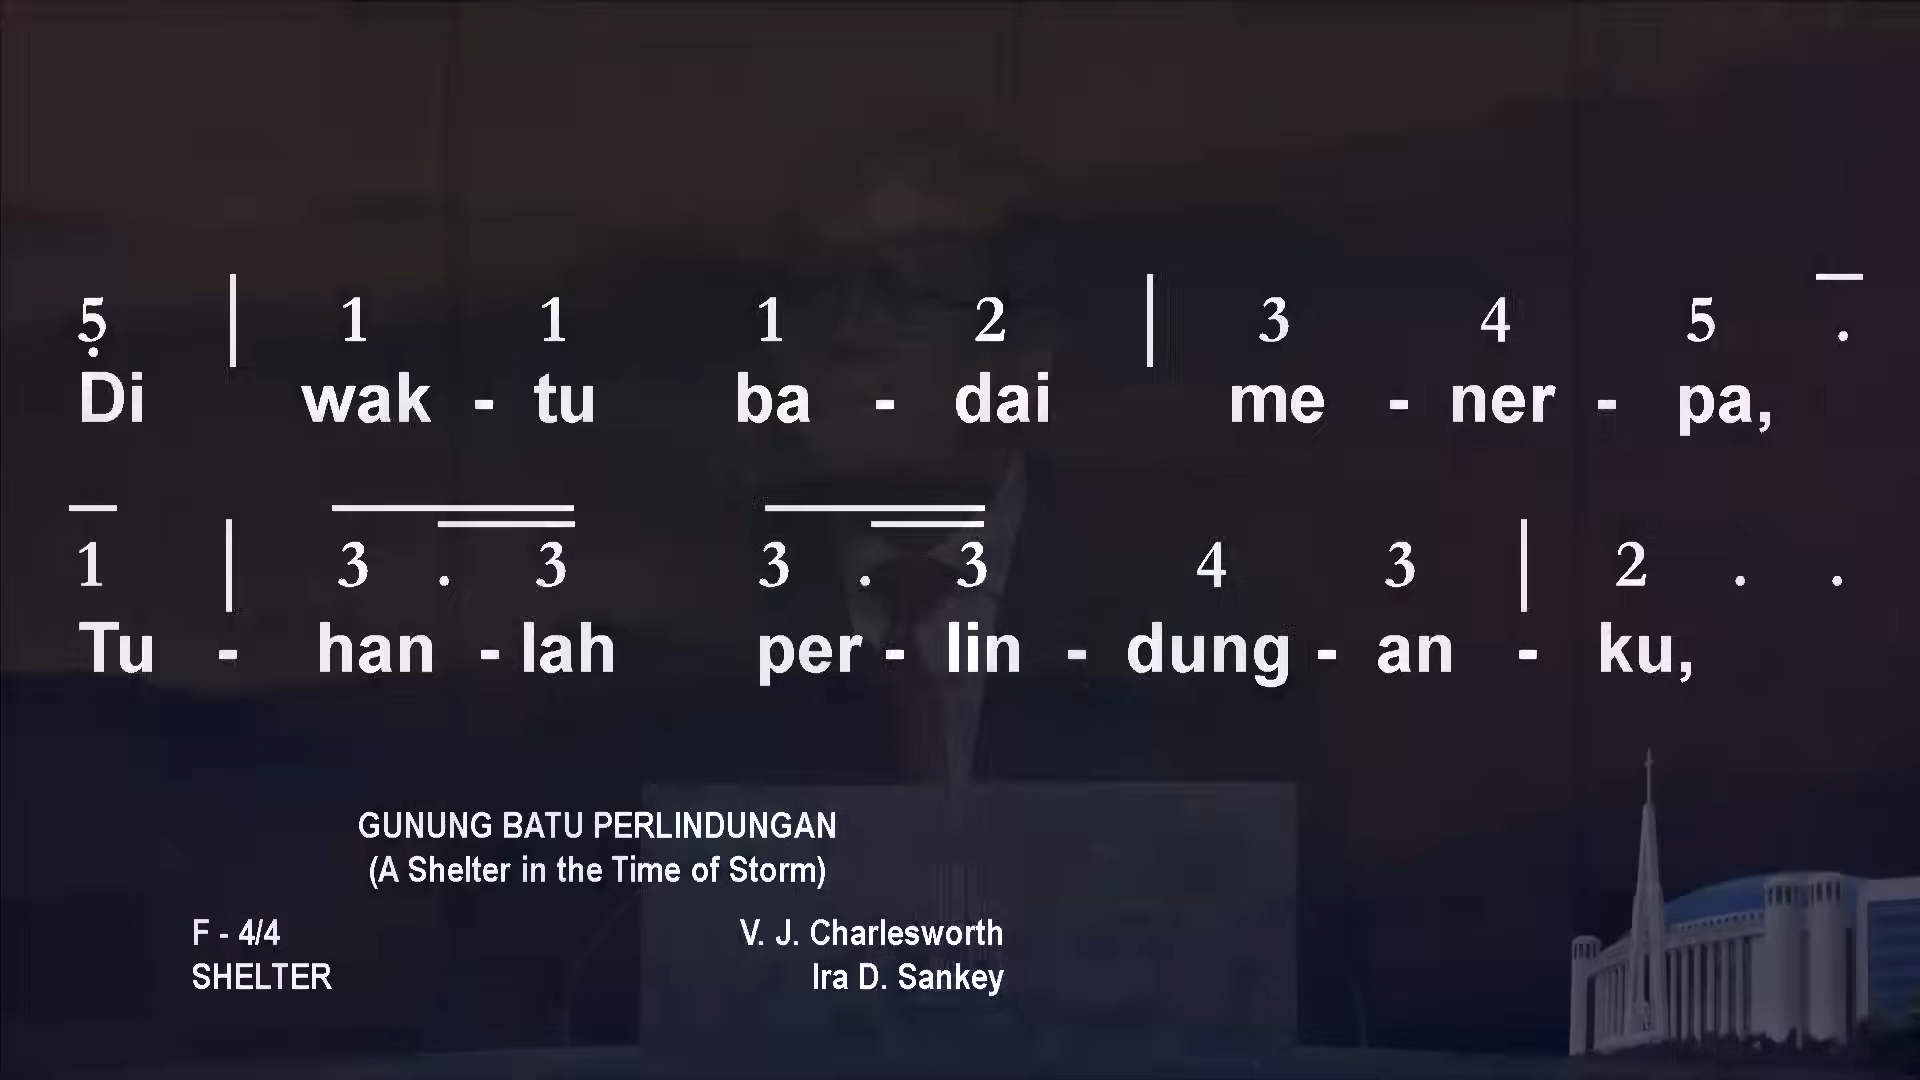 5̣ | 1 1 1 2 | 3 4 5 .
Di wak - tu ba - dai me - ner - pa,
1 | 3 . 3 3 . 3 4 3 | 2 . .
Tu - han - lah per - lin - dung - an - ku,
GUNUNG BATU PERLINDUNGAN
(A Shelter in the Time of Storm)
F - 4/4 V. J. Charlesworth
SHELTER Ira D. Sankey